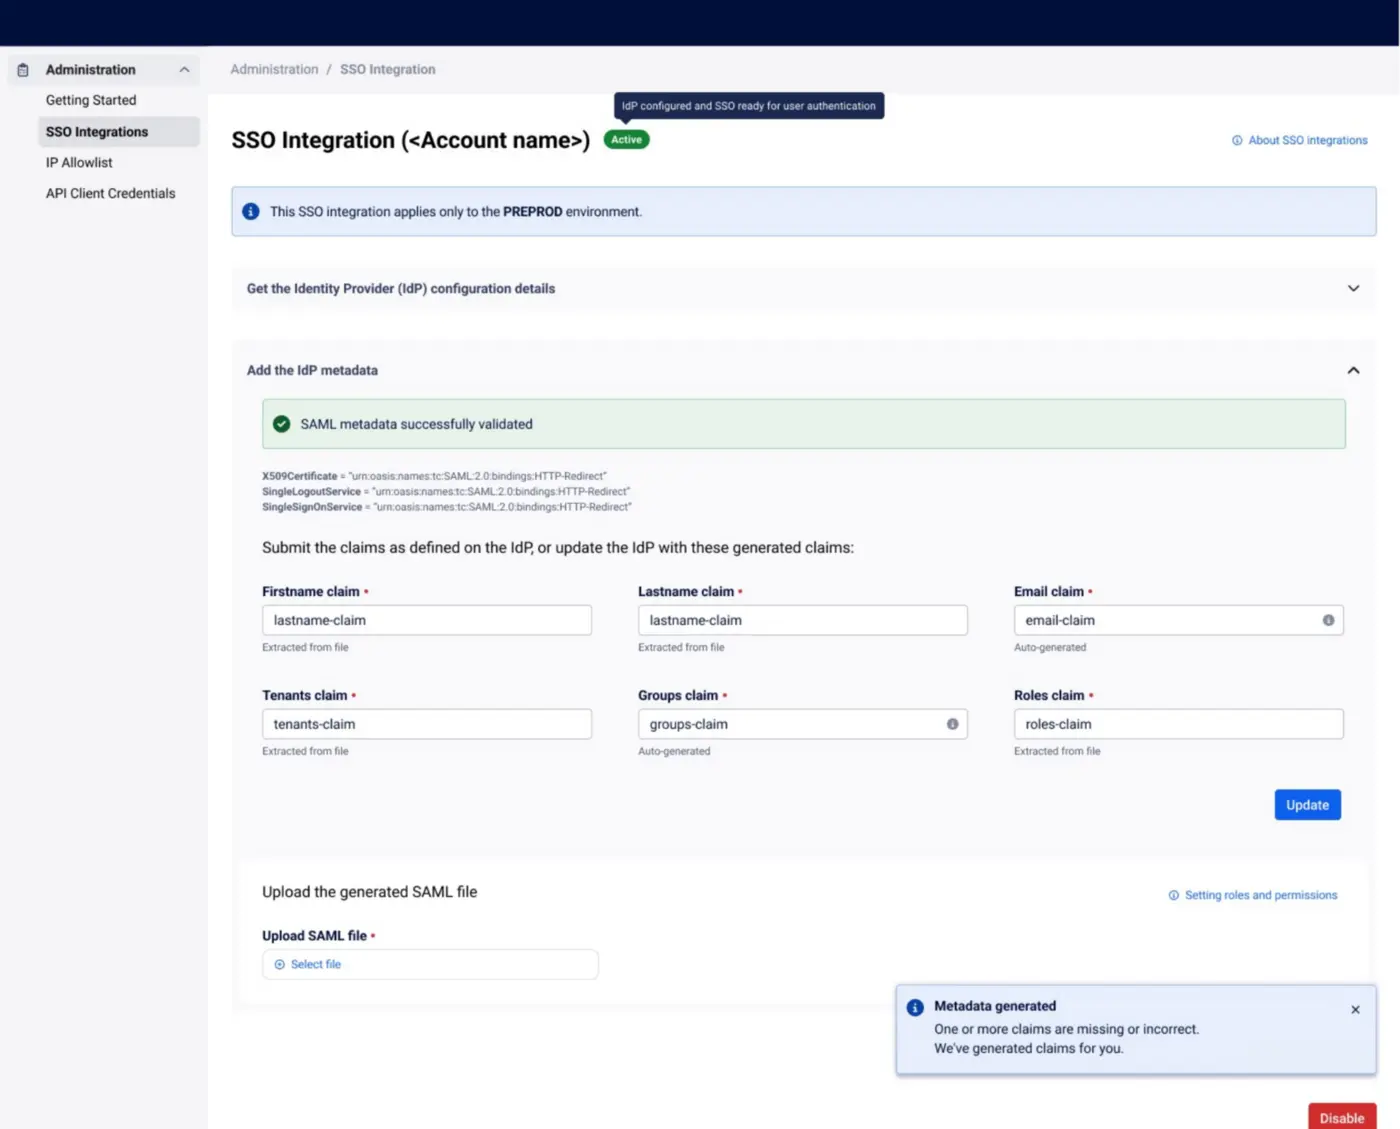 Administration
Getting Started
SSO Integrations
IP Allowlist
API Client Credentials
Administration / SSO Integration
IdP configured and SSO ready for user authentication
SSO Integration (<Account name>) Active
About SSO integrations
This SSO integration applies only to the PREPROD environment.
Get the Identity Provider (IdP) configuration details
Add the IdP metadata
SAML metadata successfully validated
X509Certificate = "urn:oasis:names:tc:SAML:2.0:bindings:HTTP-Redirect"
SingleLogoutService = "urn:oasis:names:tc:SAML:2.0:bindings:HTTP-Redirect"
SingleSignOnService = "urn:oasis:names:tc:SAML:2.0:bindings:HTTP-Redirect"
Submit the claims as defined on the IdP, or update the IdP with these generated claims:
Firstname claim •
lastname-claim
Extracted from file
Lastname claim •
lastname-claim
Extracted from file
Email claim •
email-claim
Auto-generated
Tenants claim •
tenants-claim
Extracted from file
Groups claim •
groups-claim
Auto-generated
Roles claim •
roles-claim
Extracted from file
Update
Upload the generated SAML file
Setting roles and permissions
Upload SAML file •
Select file
Metadata generated
One or more claims are missing or incorrect.
We've generated claims for you.
Disable